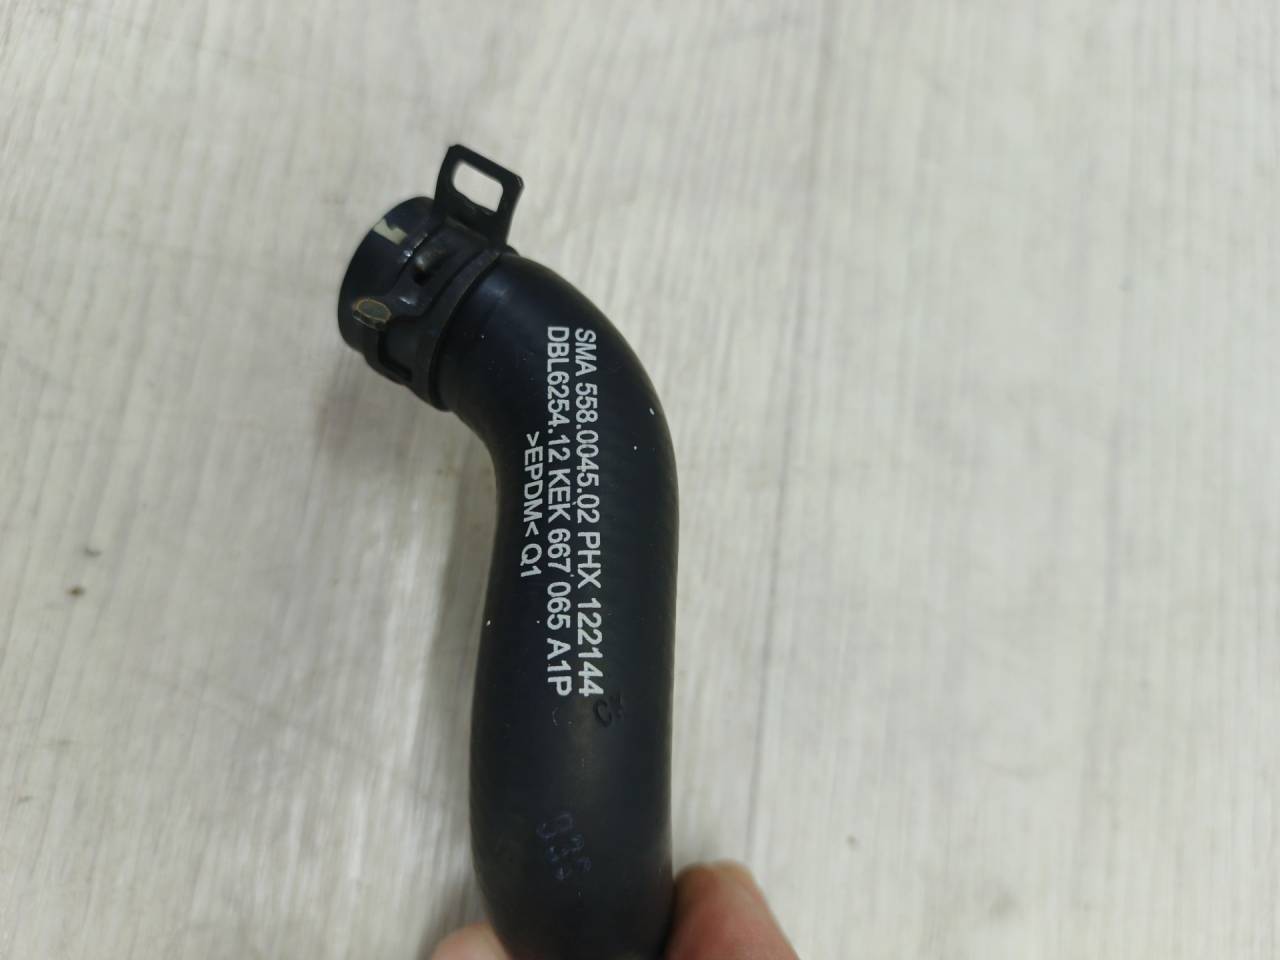 SMA 558.0045.02 PHX 122144
DBL6254.12 KEK 667 065 A1P
>EPDM< Q1